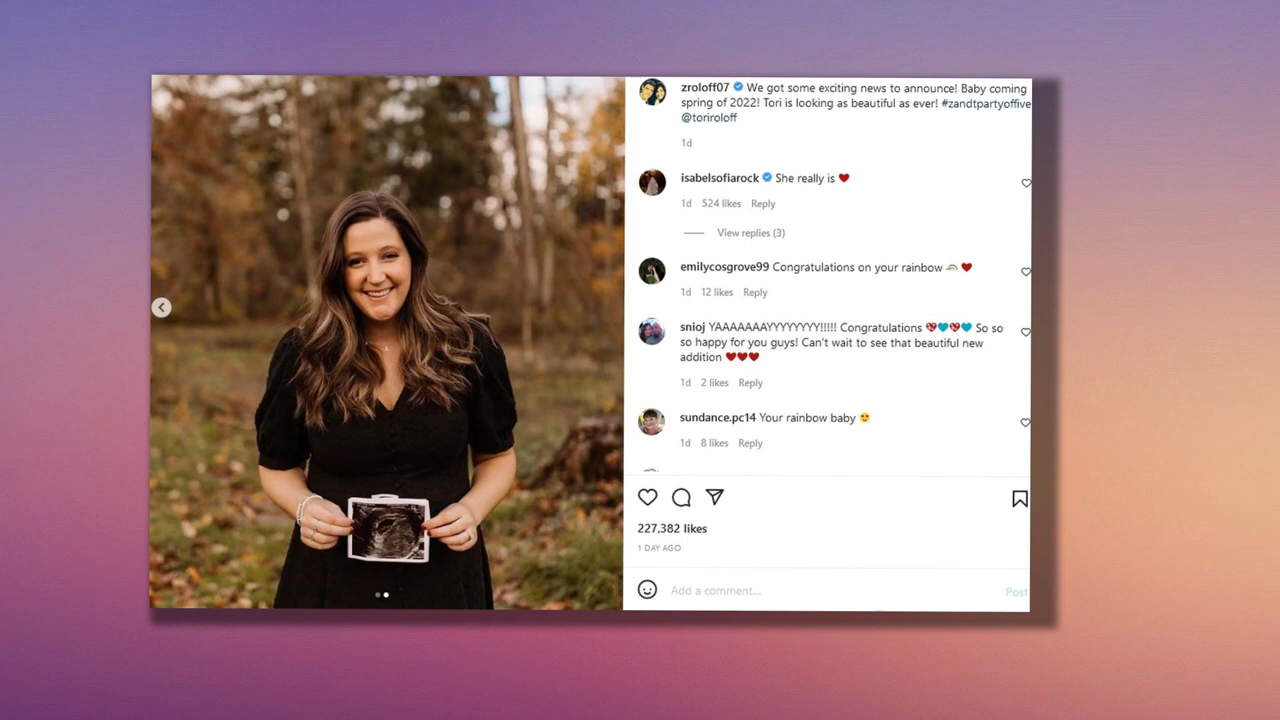 zroloff07 We got some exciting news to announce! Baby coming
spring of 2022! Tori is looking as beautiful as ever! #zandtpartyoffive
@toriroloff
1d
isabelsofiarock She really is ❤️
1d 524 likes Reply
View replies (3)
emilycosgrove99 Congratulations on your rainbow 🌈 ❤️
1d 12 likes Reply
snioj YAAAAAAAYYYYYYYY!!!!! Congratulations 💖💙💖💙 So so
so happy for you guys! Can't wait to see that beautiful new
addition ❤️❤️❤️
1d 2 likes Reply
sundance.pc14 Your rainbow baby 😍
1d 8 likes Reply
227,382 likes
1 DAY AGO
Add a comment...
Post